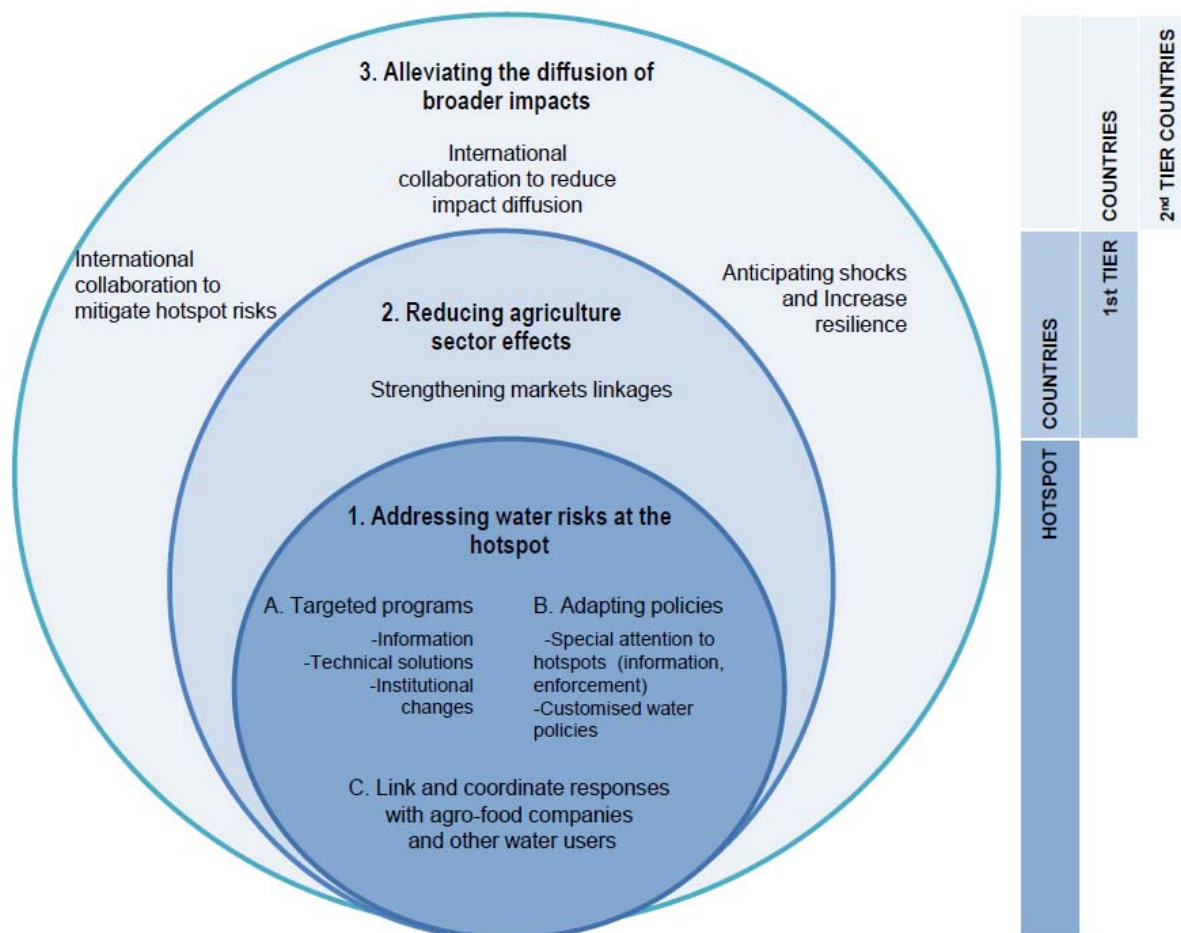 3. Alleviating the diffusion of
broader impacts
International
collaboration to reduce
impact diffusion
International
collaboration to
mitigate hotspot risks
Anticipating shocks
and Increase
resilience
2. Reducing agriculture
sector effects
Strengthening markets linkages
1. Addressing water risks at the
hotspot
A. Targeted programs
-Information
-Technical solutions
-Institutional
changes
B. Adapting policies
-Special attention to
hotspots (information,
enforcement)
-Customised water
policies
C. Link and coordinate responses
with agro-food companies
and other water users
HOTSPOT COUNTRIES
1st TIER COUNTRIES
2nd TIER COUNTRIES